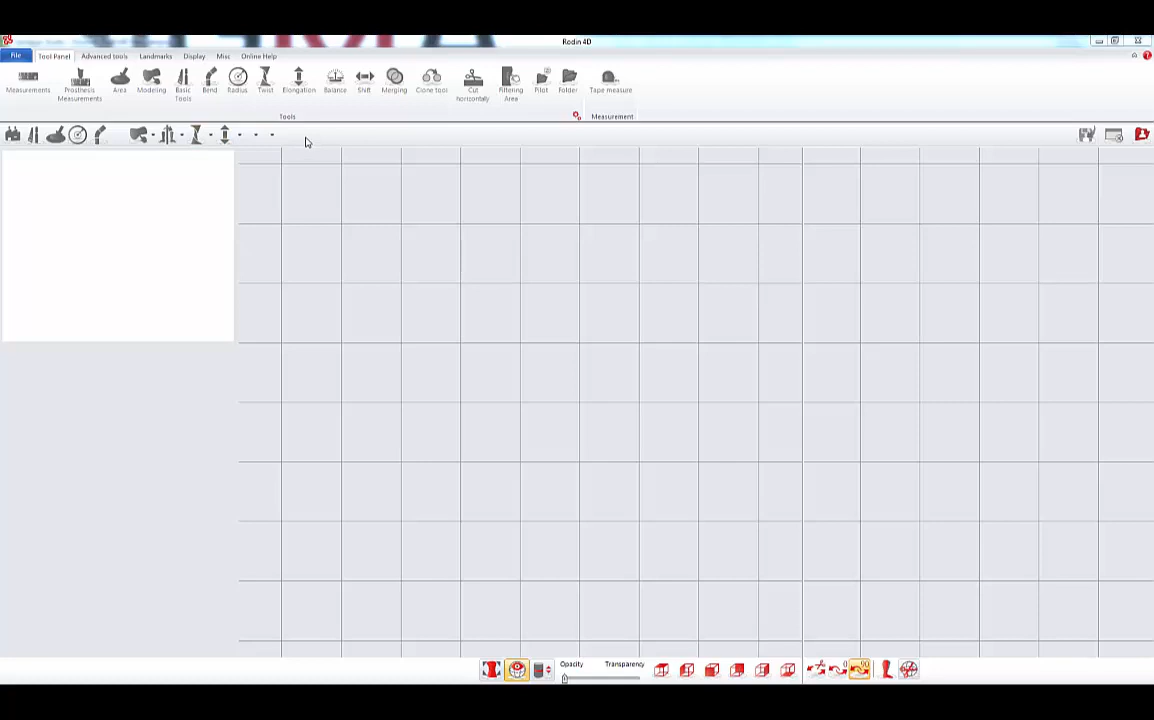 Rodin 4D
File Tool Panel Advanced tools Landmarks Display Misc Online Help
Measurements Prosthesis Measurements Area Modeling Basic Tools Bend Radius Twist Elongation Balance Shift Merging Clone tool Cut horizontally Filtering Area Pilot Folder Tape measure
Tools Measurement
Opacity Transparency
0 90